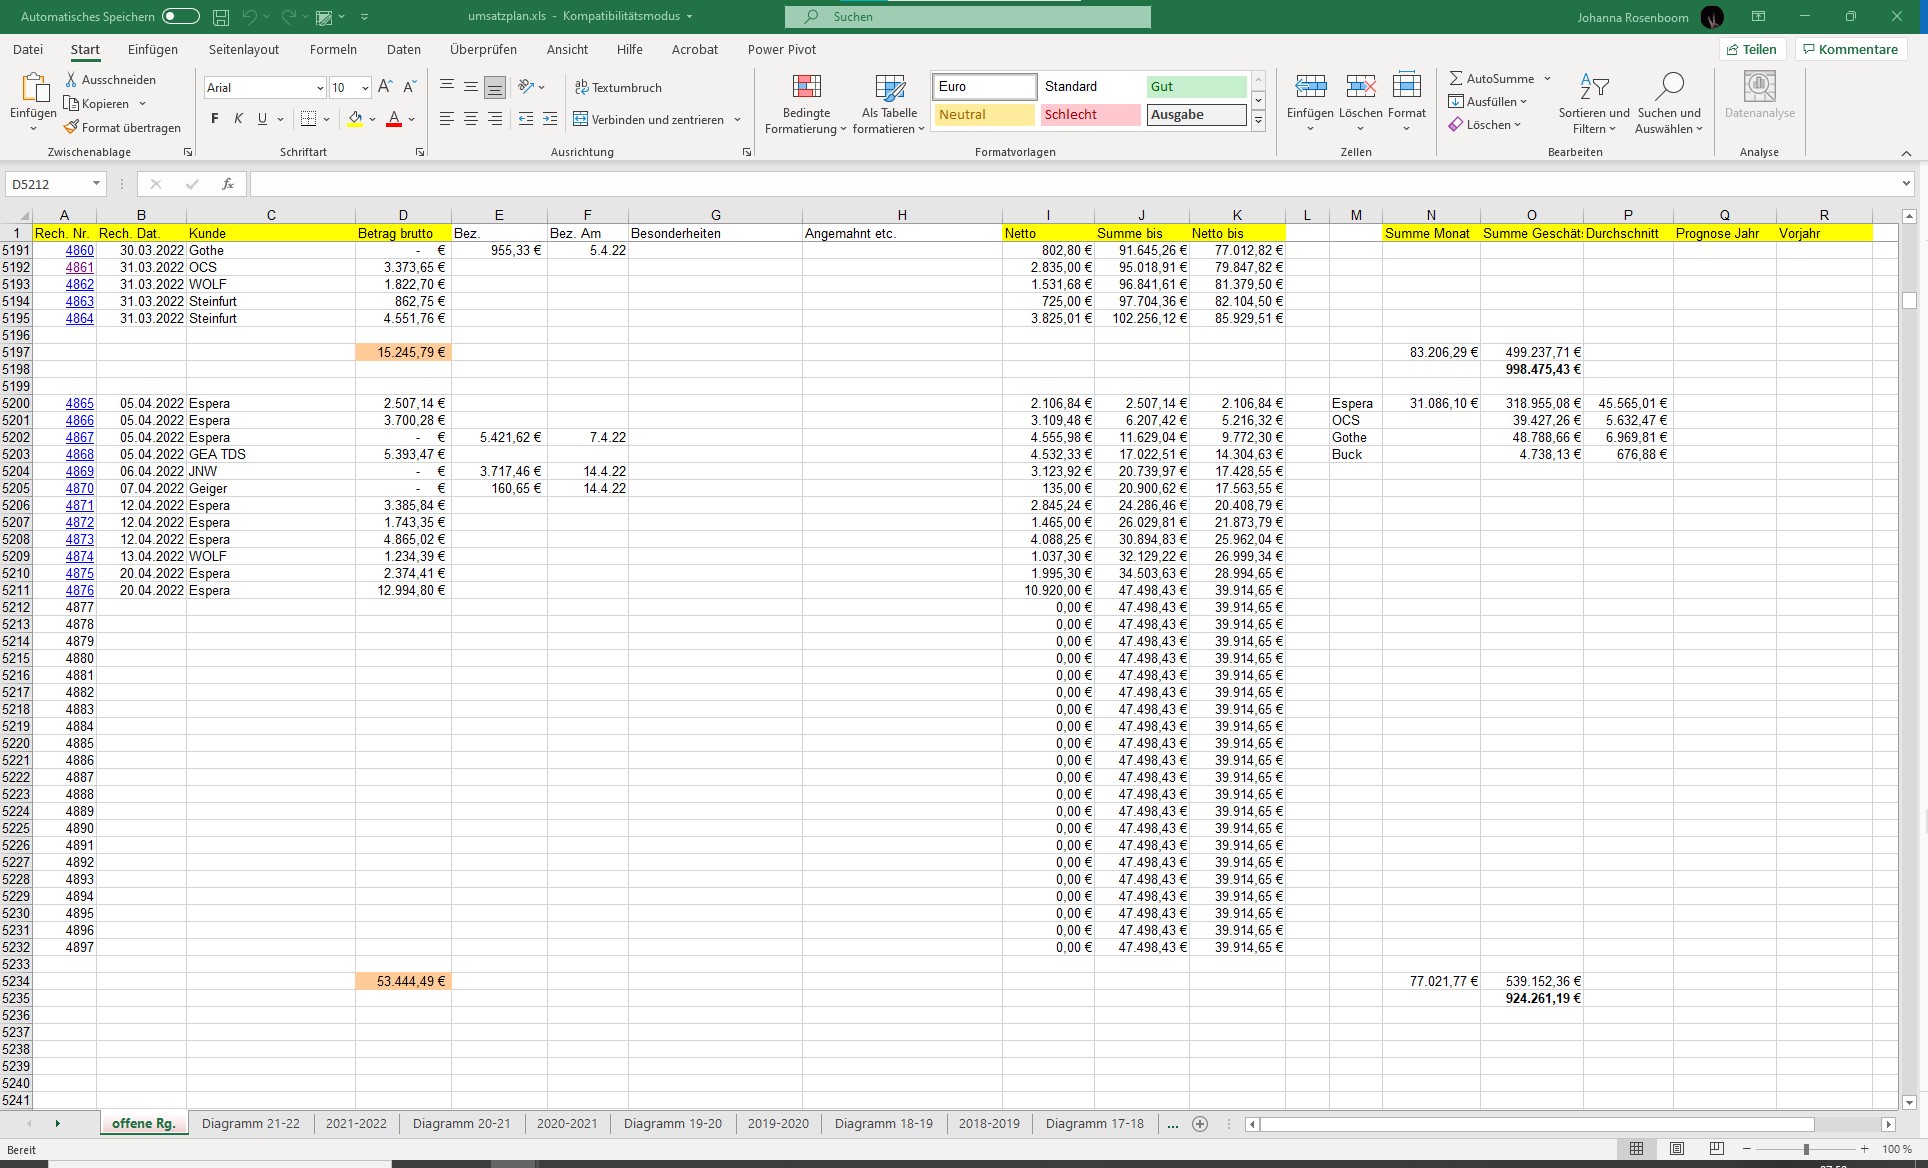 Automatisches Speichern umsatzplan.xls - Kompatibilitätsmodus Suchen Johanna Rosenboom
Datei Start Einfügen Seitenlayout Formeln Daten Überprüfen Ansicht Hilfe Acrobat Power Pivot Teilen Kommentare
Einfügen
Ausschneiden
Kopieren
Format übertragen
Zwischenablage
Arial 10
F K U
Schriftart
Textumbruch
Verbinden und zentrieren
Ausrichtung
Bedingte Formatierung
Als Tabelle formatieren
Euro Standard Gut
Neutral Schlecht Ausgabe
Formatvorlagen
Einfügen Löschen Format
Zellen
AutoSumme
Ausfüllen
Löschen
Sortieren und Filtern
Suchen und Auswählen
Bearbeiten
Datenanalyse
Analyse
D5212 fx
A B C D E F G H I J K L M N O P Q R
1 Rech. Nr. Rech. Dat. Kunde Betrag brutto Bez. Bez. Am Besonderheiten Angemahnt etc. Netto Summe bis Netto bis Summe Monat Summe Geschäts Durchschnitt Prognose Jahr Vorjahr
5191 4860 30.03.2022 Gothe - € 955,33 € 5.4.22 802,80 € 91.645,26 € 77.012,82 €
5192 4861 31.03.2022 OCS 3.373,65 € 2.835,00 € 95.018,91 € 79.847,82 €
5193 4862 31.03.2022 WOLF 1.822,70 € 1.531,68 € 96.841,61 € 81.379,50 €
5194 4863 31.03.2022 Steinfurt 862,75 € 725,00 € 97.704,36 € 82.104,50 €
5195 4864 31.03.2022 Steinfurt 4.551,76 € 3.825,01 € 102.256,12 € 85.929,51 €
5196
5197 15.245,79 € 83.206,29 € 499.237,71 €
5198 998.475,43 €
5199
5200 4865 05.04.2022 Espera 2.507,14 € 2.106,84 € 2.507,14 € 2.106,84 € Espera 31.086,10 € 318.955,08 € 45.565,01 €
5201 4866 05.04.2022 Espera 3.700,28 € 3.109,48 € 6.207,42 € 5.216,32 € OCS 39.427,26 € 5.632,47 €
5202 4867 05.04.2022 Espera - € 5.421,62 € 7.4.22 4.555,98 € 11.629,04 € 9.772,30 € Gothe 48.788,66 € 6.969,81 €
5203 4868 05.04.2022 GEA TDS 5.393,47 € 4.532,33 € 17.022,51 € 14.304,63 € Buck 4.738,13 € 676,88 €
5204 4869 06.04.2022 JNW - € 3.717,46 € 14.4.22 3.123,92 € 20.739,97 € 17.428,55 €
5205 4870 07.04.2022 Geiger - € 160,65 € 14.4.22 135,00 € 20.900,62 € 17.563,55 €
5206 4871 12.04.2022 Espera 3.385,84 € 2.845,24 € 24.286,46 € 20.408,79 €
5207 4872 12.04.2022 Espera 1.743,35 € 1.465,00 € 26.029,81 € 21.873,79 €
5208 4873 12.04.2022 Espera 4.865,02 € 4.088,25 € 30.894,83 € 25.962,04 €
5209 4874 13.04.2022 WOLF 1.234,39 € 1.037,30 € 32.129,22 € 26.999,34 €
5210 4875 20.04.2022 Espera 2.374,41 € 1.995,30 € 34.503,63 € 28.994,65 €
5211 4876 20.04.2022 Espera 12.994,80 € 10.920,00 € 47.498,43 € 39.914,65 €
5212 4877 0,00 € 47.498,43 € 39.914,65 €
5213 4878 0,00 € 47.498,43 € 39.914,65 €
5214 4879 0,00 € 47.498,43 € 39.914,65 €
5215 4880 0,00 € 47.498,43 € 39.914,65 €
5216 4881 0,00 € 47.498,43 € 39.914,65 €
5217 4882 0,00 € 47.498,43 € 39.914,65 €
5218 4883 0,00 € 47.498,43 € 39.914,65 €
5219 4884 0,00 € 47.498,43 € 39.914,65 €
5220 4885 0,00 € 47.498,43 € 39.914,65 €
5221 4886 0,00 € 47.498,43 € 39.914,65 €
5222 4887 0,00 € 47.498,43 € 39.914,65 €
5223 4888 0,00 € 47.498,43 € 39.914,65 €
5224 4889 0,00 € 47.498,43 € 39.914,65 €
5225 4890 0,00 € 47.498,43 € 39.914,65 €
5226 4891 0,00 € 47.498,43 € 39.914,65 €
5227 4892 0,00 € 47.498,43 € 39.914,65 €
5228 4893 0,00 € 47.498,43 € 39.914,65 €
5229 4894 0,00 € 47.498,43 € 39.914,65 €
5230 4895 0,00 € 47.498,43 € 39.914,65 €
5231 4896 0,00 € 47.498,43 € 39.914,65 €
5232 4897 0,00 € 47.498,43 € 39.914,65 €
5233
5234 53.444,49 € 77.021,77 € 539.152,36 €
5235 924.261,19 €
5236
5237
5238
5239
5240
5241
offene Rg. Diagramm 21-22 2021-2022 Diagramm 20-21 2020-2021 Diagramm 19-20 2019-2020 Diagramm 18-19 2018-2019 Diagramm 17-18 ...
Bereit 100 %